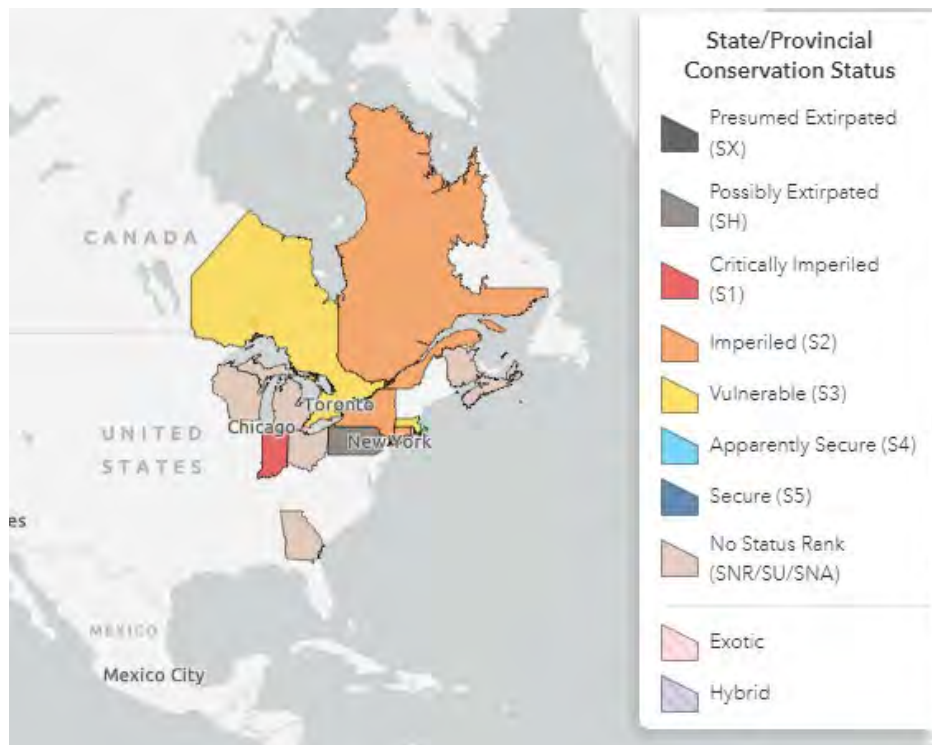 CANADA
Toronto
Chicago
New York
UNITED
STATES
es
MEXICO
Mexico City
State/Provincial
Conservation Status
Presumed Extirpated
(SX)
Possibly Extirpated
(SH)
Critically Imperiled
(S1)
Imperiled (S2)
Vulnerable (S3)
Apparently Secure (S4)
Secure (S5)
No Status Rank
(SNR/SU/SNA)
Exotic
Hybrid